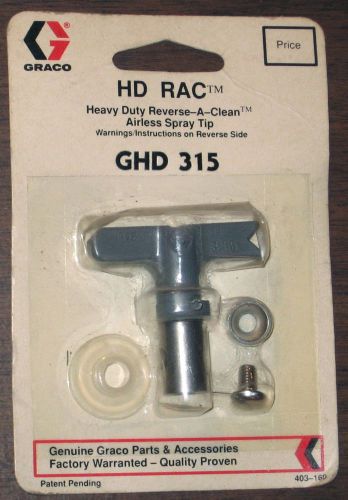 GRACO
Price
HD RAC™
Heavy Duty Reverse–A–Clean™
Airless Spray Tip
Warnings/Instructions on Reverse Side
GHD 315
Genuine Graco Parts & Accessories
Factory Warranted – Quality Proven
Patent Pending
403–160